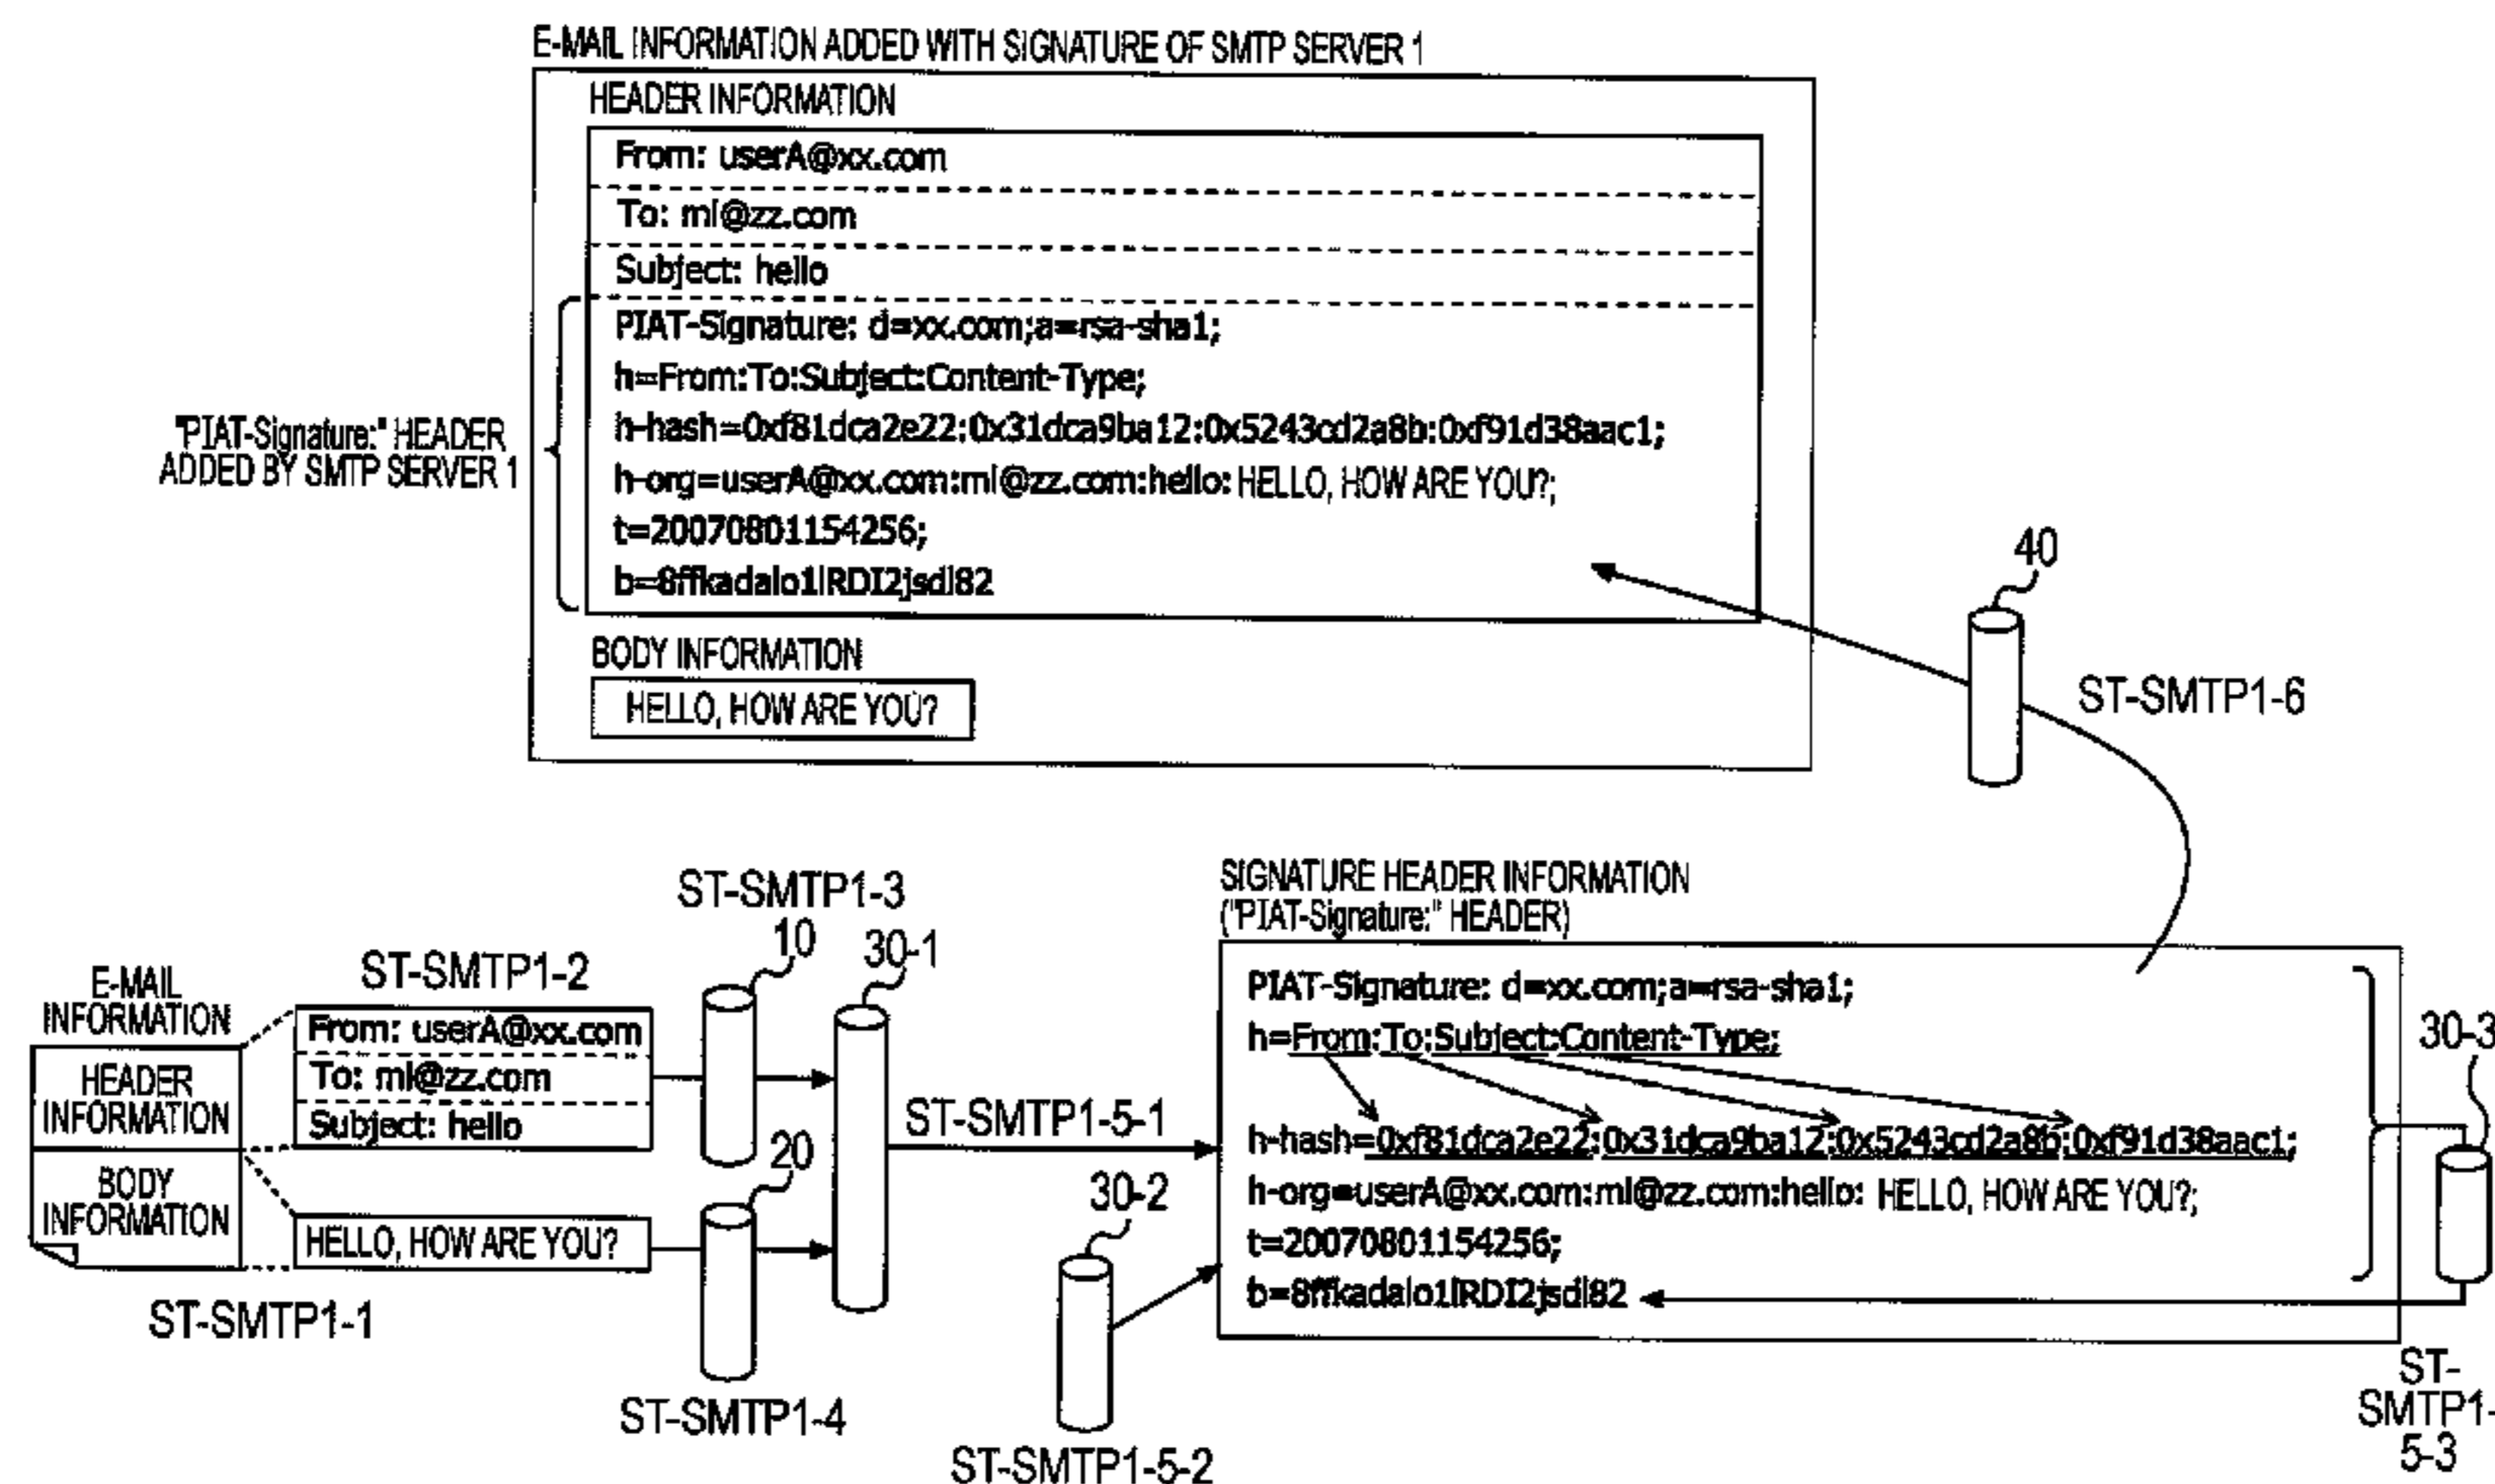 E-MAIL INFORMATION ADDED WITH SIGNATURE OF SMTP SERVER 1
HEADER INFORMATION
From: userA@xx.com
To: ml@zz.com
Subject: hello
PIAT-Signature: d=xx.com;a=rsa-sha1;
h=From:To:Subject:Content-Type;
h-hash=0xf81dca2e22:0x31dca9ba12:0x5243cd2a8b:0xf91d38aac1;
h-org=userA@xx.com:ml@zz.com:hello: HELLO, HOW ARE YOU?;
t=20070801154256;
b=8ffkadalo1lRDI2jsdl82
"PIAT-Signature:" HEADER
ADDED BY SMTP SERVER 1
BODY INFORMATION
HELLO, HOW ARE YOU?
40
ST-SMTP1-6
E-MAIL
INFORMATION
HEADER
INFORMATION
BODY
INFORMATION
ST-SMTP1-1
ST-SMTP1-2
From: userA@xx.com
To: ml@zz.com
Subject: hello
HELLO, HOW ARE YOU?
ST-SMTP1-3
10
20
ST-SMTP1-4
30-1
ST-SMTP1-5-1
30-2
ST-SMTP1-5-2
SIGNATURE HEADER INFORMATION
("PIAT-Signature:" HEADER)
PIAT-Signature: d=xx.com;a=rsa-sha1;
h=From:To:Subject:Content-Type;
h-hash=0xf81dca2e22:0x31dca9ba12:0x5243cd2a8b:0xf91d38aac1;
h-org=userA@xx.com:ml@zz.com:hello: HELLO, HOW ARE YOU?;
t=20070801154256;
b=8ffkadalo1lRDI2jsdl82
30-3
ST-
SMTP1-
5-3